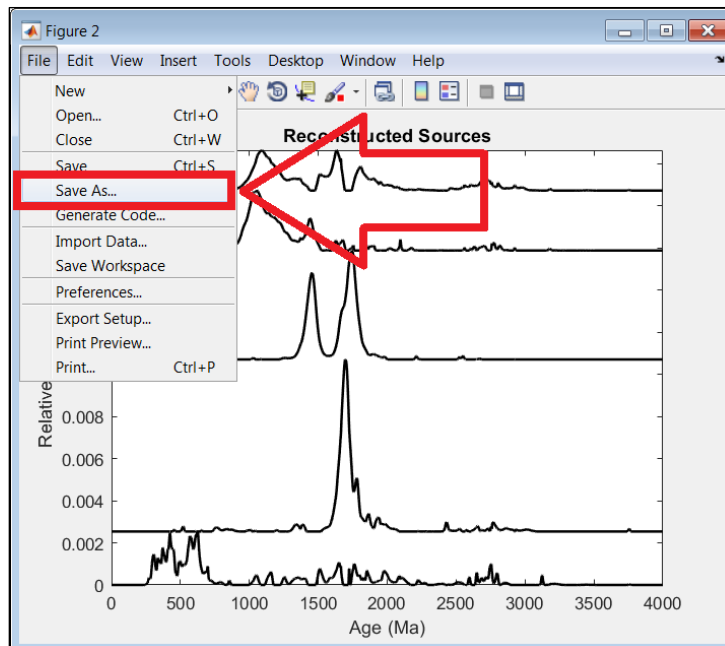 Figure 2
File Edit View Insert Tools Desktop Window Help
New
Open... Ctrl+O
Close Ctrl+W
Save Ctrl+S
Save As...
Generate Code...
Import Data...
Save Workspace
Preferences...
Export Setup...
Print Preview...
Print... Ctrl+P
Reconstructed Sources
Relative
0.008
0.006
0.004
0.002
0
0 500 1000 1500 2000 2500 3000 3500 4000
Age (Ma)